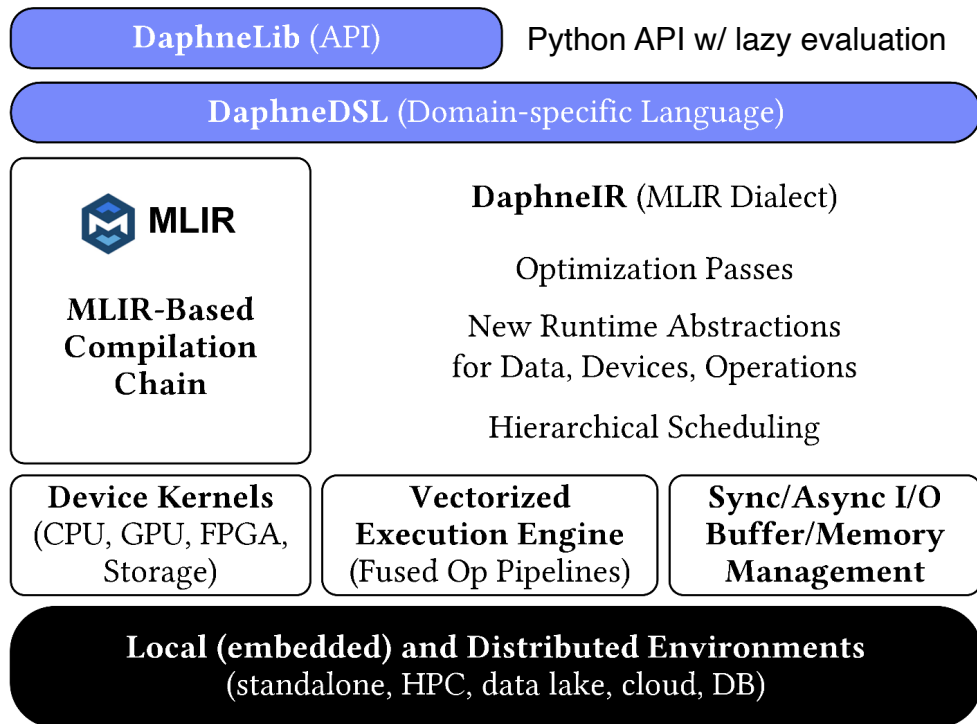 DaphneLib (API)
Python API w/ lazy evaluation
DaphneDSL (Domain-specific Language)
MLIR
MLIR-Based
Compilation
Chain
DaphneIR (MLIR Dialect)
Optimization Passes
New Runtime Abstractions
for Data, Devices, Operations
Hierarchical Scheduling
Device Kernels
(CPU, GPU, FPGA,
Storage)
Vectorized
Execution Engine
(Fused Op Pipelines)
Sync/Async I/O
Buffer/Memory
Management
Local (embedded) and Distributed Environments
(standalone, HPC, data lake, cloud, DB)